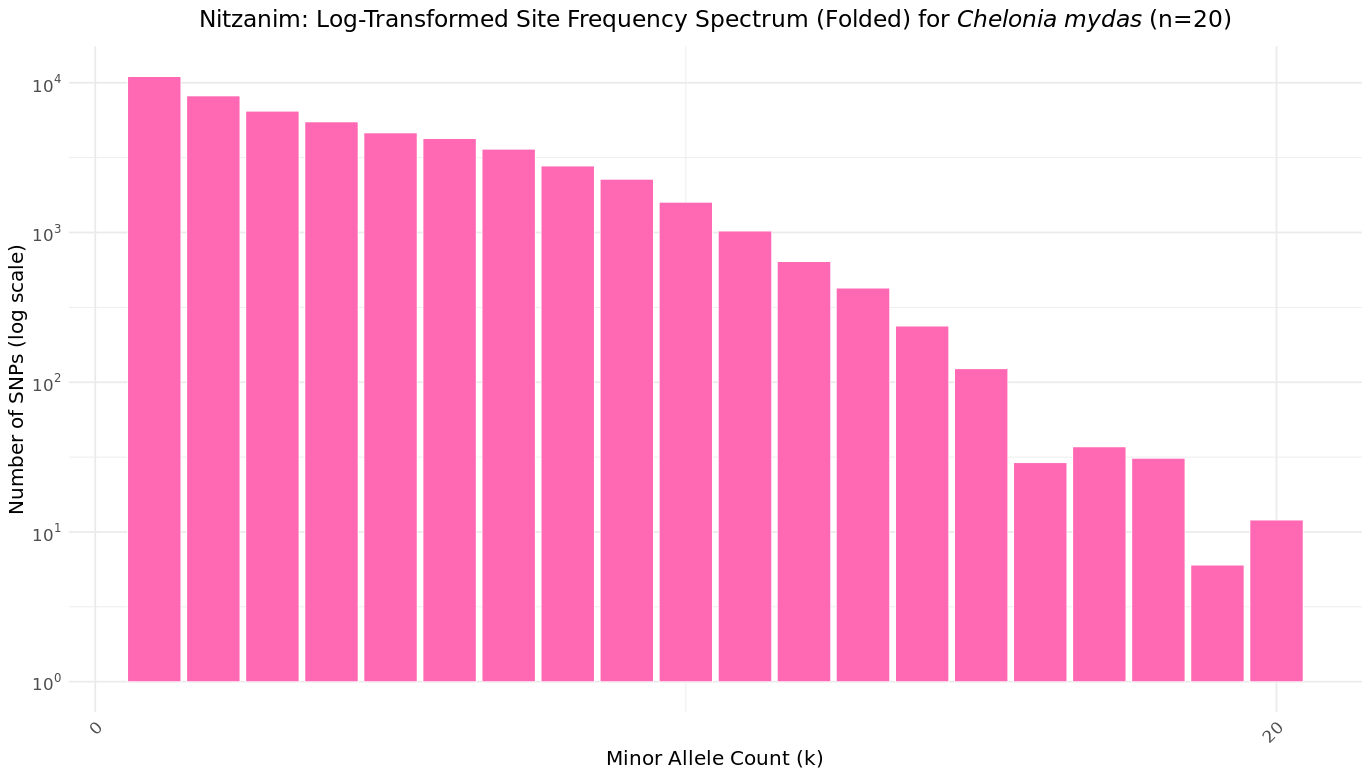 Nitzanim: Log-Transformed Site Frequency Spectrum (Folded) for Chelonia mydas (n=20)
Number of SNPs (log scale)
10⁴
10³
10²
10¹
10⁰
0
20
Minor Allele Count (k)